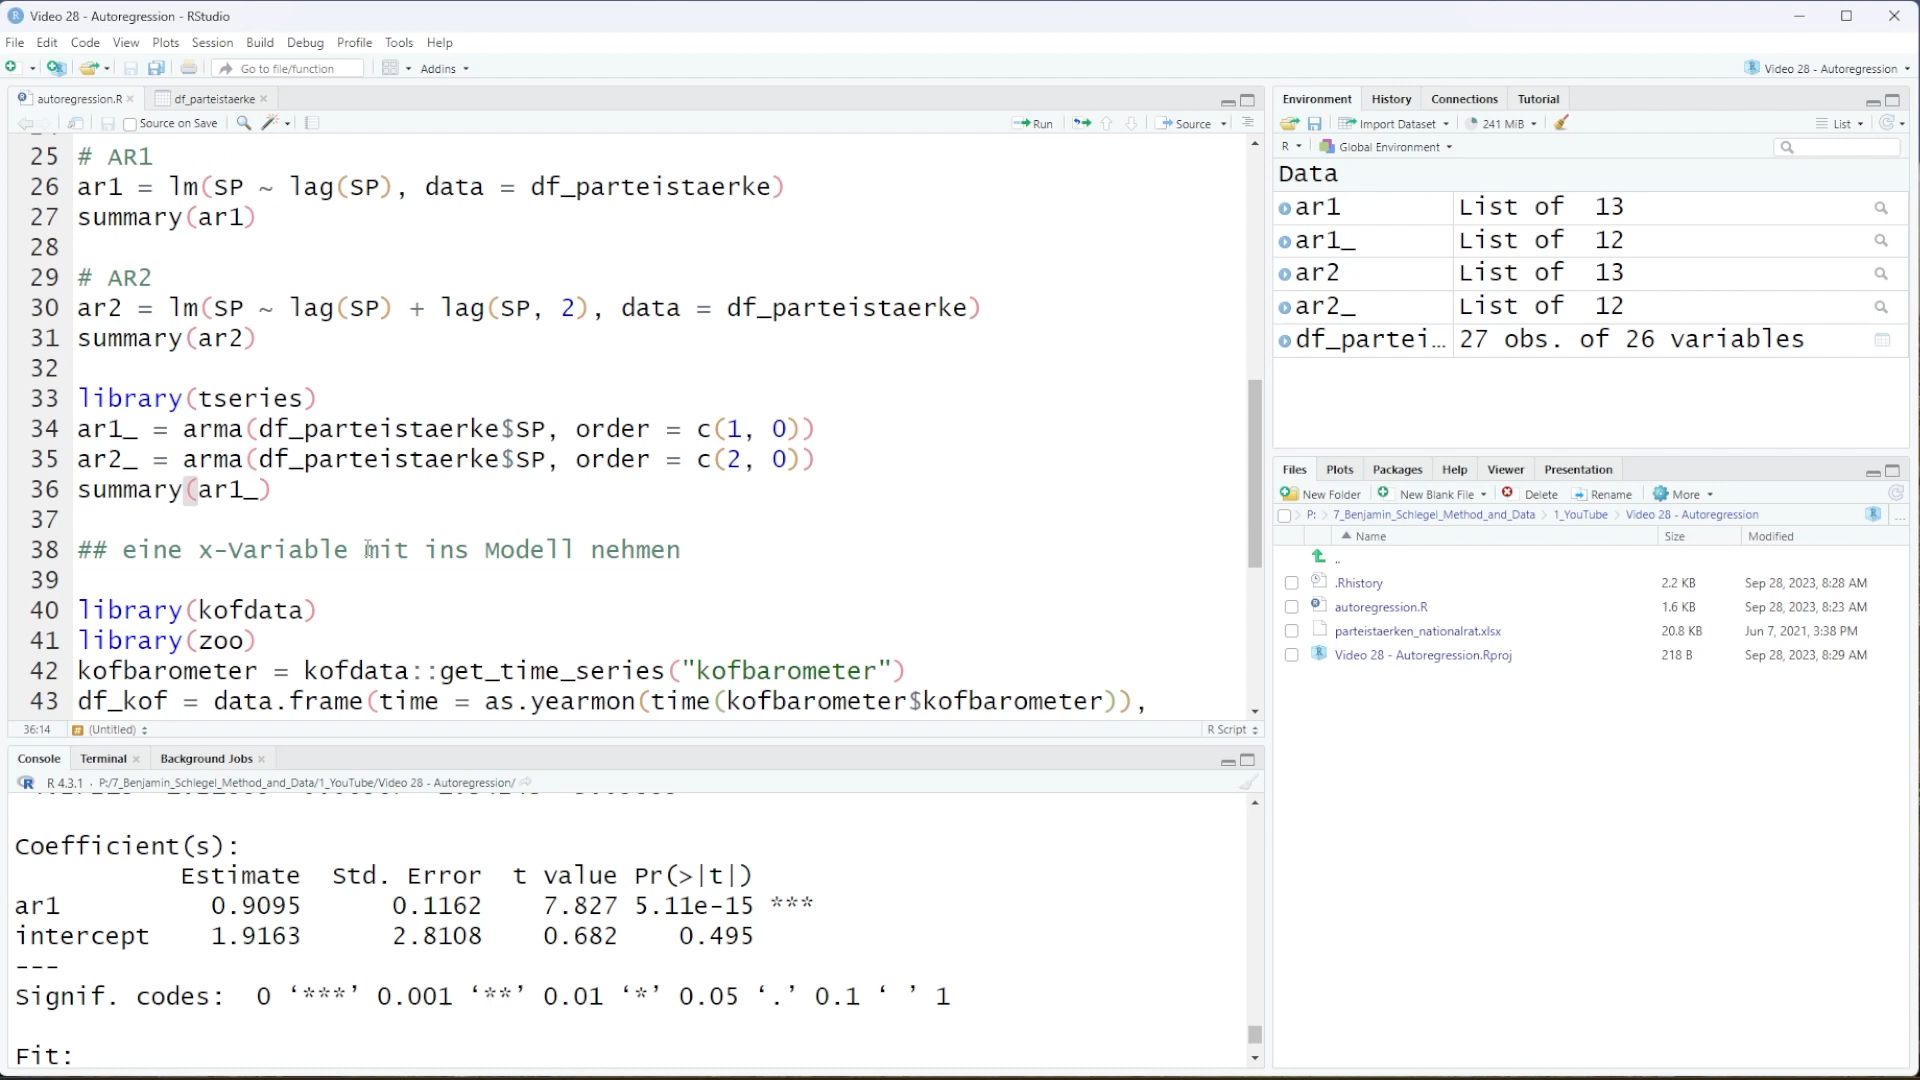 Video 28 - Autoregression - RStudio
File Edit Code View Plots Session Build Debug Profile Tools Help
Go to file/function Addins Video 28 - Autoregression
autoregression.R df_parteistaerke
Source on Save Run Source
25 # AR1
26 ar1 = lm(SP ~ lag(SP), data = df_parteistaerke)
27 summary(ar1)
28
29 # AR2
30 ar2 = lm(SP ~ lag(SP) + lag(SP, 2), data = df_parteistaerke)
31 summary(ar2)
32
33 library(tseries)
34 ar1_ = arma(df_parteistaerke$SP, order = c(1, 0))
35 ar2_ = arma(df_parteistaerke$SP, order = c(2, 0))
36 summary(ar1_)
37
38 ## eine x-Variable mit ins Modell nehmen
39
40 library(kofdata)
41 library(zoo)
42 kofbarometer = kofdata::get_time_series("kofbarometer")
43 df_kof = data.frame(time = as.yearmon(time(kofbarometer$kofbarometer)),
36:14 (Untitled) R Script
Console Terminal Background Jobs
R 4.3.1 · P:/7_Benjamin_Schlegel_Method_and_Data/1_YouTube/Video 28 - Autoregression/
Coefficient(s):
Estimate Std. Error t value Pr(>|t|)
ar1 0.9095 0.1162 7.827 5.11e-15 ***
intercept 1.9163 2.8108 0.682 0.495
---
Signif. codes: 0 ‘***’ 0.001 ‘**’ 0.01 ‘*’ 0.05 ‘.’ 0.1 ‘ ’ 1
Fit:
Environment History Connections Tutorial
Import Dataset 241 MiB List
R Global Environment
Data
ar1 List of 13
ar1_ List of 12
ar2 List of 13
ar2_ List of 12
df_partei… 27 obs. of 26 variables
Files Plots Packages Help Viewer Presentation
New Folder New Blank File Delete Rename More
P: 7_Benjamin_Schlegel_Method_and_Data 1_YouTube Video 28 - Autoregression ...
Name Size Modified
..
.Rhistory 2.2 KB Sep 28, 2023, 8:28 AM
autoregression.R 1.6 KB Sep 28, 2023, 8:23 AM
parteistaerken_nationalrat.xlsx 20.8 KB Jun 7, 2021, 3:38 PM
Video 28 - Autoregression.Rproj 218 B Sep 28, 2023, 8:29 AM